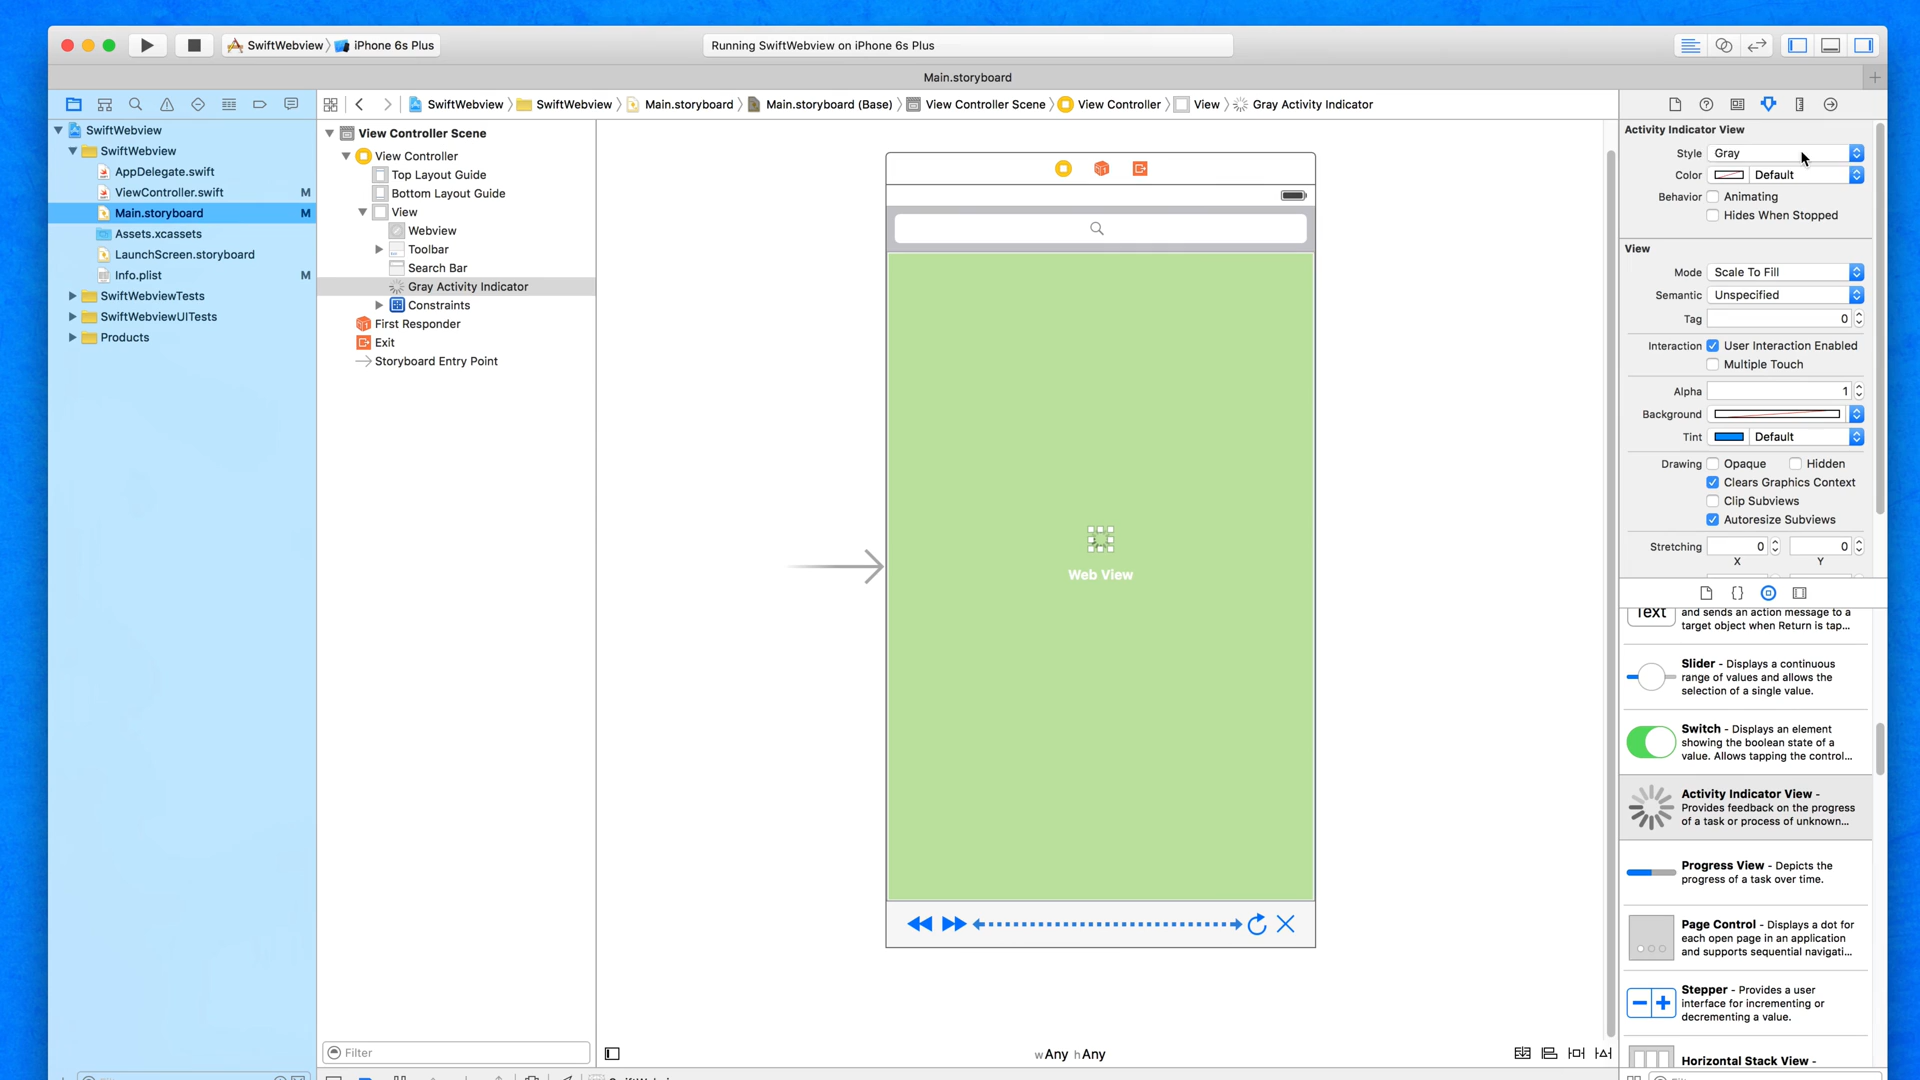 SwiftWebview
iPhone 6s Plus
Running SwiftWebview on iPhone 6s Plus
Main.storyboard
SwiftWebview
SwiftWebview
Main.storyboard
Main.storyboard (Base)
View Controller Scene
View Controller
View
Gray Activity Indicator
SwiftWebview
SwiftWebview
AppDelegate.swift
ViewController.swift M
Main.storyboard M
Assets.xcassets
LaunchScreen.storyboard
Info.plist M
SwiftWebviewTests
SwiftWebviewUITests
Products
View Controller Scene
View Controller
Top Layout Guide
Bottom Layout Guide
View
Webview
Toolbar
Search Bar
Gray Activity Indicator
Constraints
First Responder
Exit
Storyboard Entry Point
Filter
Web View
wAny hAny
Activity Indicator View
Style Gray
Color Default
Behavior Animating
Hides When Stopped
View
Mode Scale To Fill
Semantic Unspecified
Tag 0
Interaction User Interaction Enabled
Multiple Touch
Alpha 1
Background
Tint Default
Drawing Opaque Hidden
Clears Graphics Context
Clip Subviews
Autoresize Subviews
Stretching 0 0
X Y
Text
and sends an action message to a
target object when Return is tap...
Slider - Displays a continuous
range of values and allows the
selection of a single value.
Switch - Displays an element
showing the boolean state of a
value. Allows tapping the control...
Activity Indicator View -
Provides feedback on the progress
of a task or process of unknown...
Progress View - Depicts the
progress of a task over time.
Page Control - Displays a dot for
each open page in an application
and supports sequential navigati...
Stepper - Provides a user
interface for incrementing or
decrementing a value.
Horizontal Stack View -